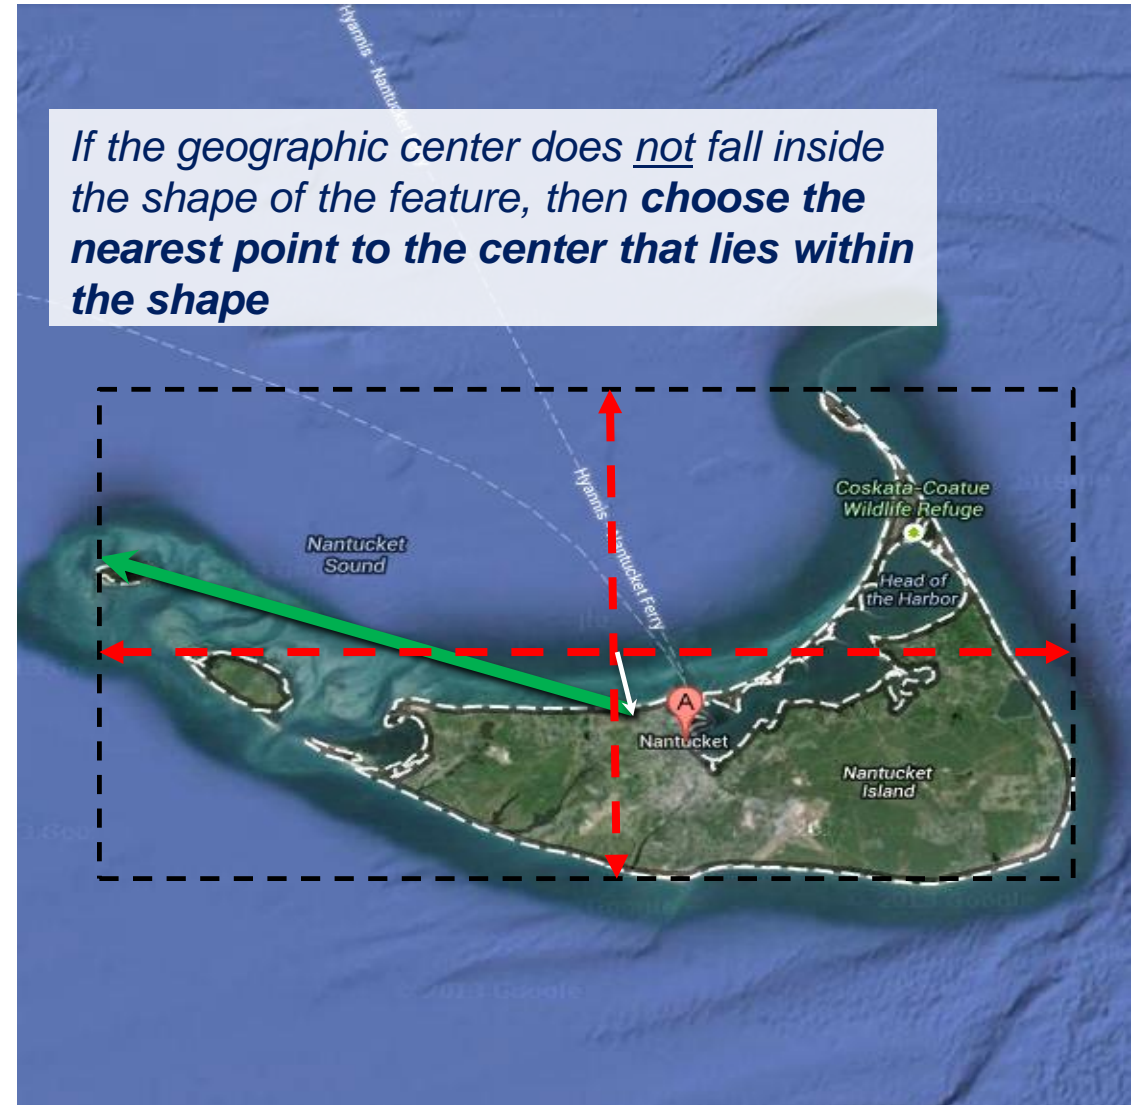 Hyannis - Nantucket Ferry
If the geographic center does not fall inside
the shape of the feature, then choose the
nearest point to the center that lies within
the shape
Coskata-Coatue
Wildlife Refuge
Nantucket
Sound
Hyannis - Nantucket Ferry
Head of
the Harbor
A
Nantucket
Nantucket
Island